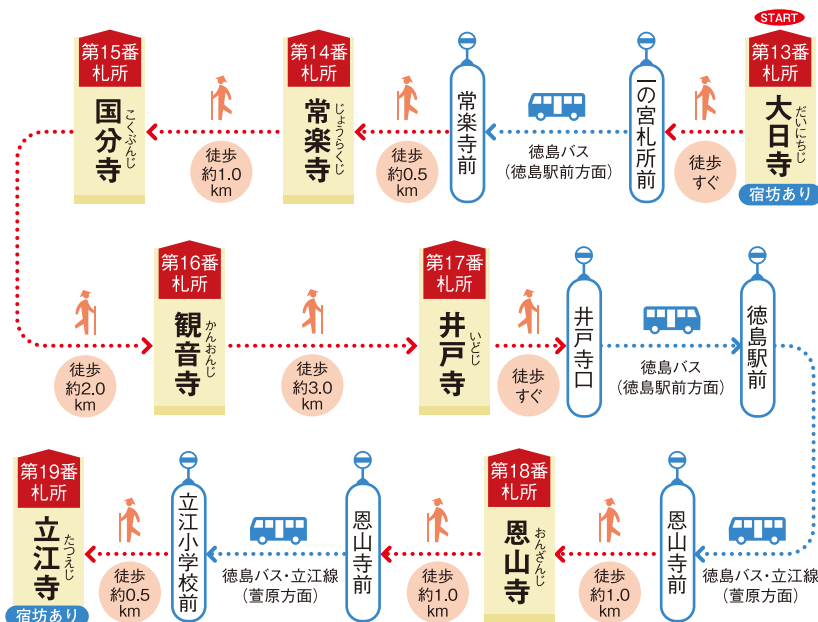 START
第13番
札所
大日寺
だいにちじ
宿坊あり
徒歩
すぐ
一の宮札所前
徳島バス
(徳島駅前方面)
常楽寺前
徒歩
約0.5
km
第14番
札所
常楽寺
じょうらくじ
徒歩
約1.0
km
第15番
札所
国分寺
こくぶんじ
徒歩
約2.0
km
第16番
札所
観音寺
かんおんじ
徒歩
約3.0
km
第17番
札所
井戸寺
いどじ
徒歩
すぐ
井戸寺口
徳島バス
(徳島駅前方面)
徳島駅前
徳島バス・立江線
(萱原方面)
恩山寺前
徒歩
約1.0
km
第18番
札所
恩山寺
おんざんじ
徒歩
約1.0
km
恩山寺前
徳島バス・立江線
(萱原方面)
立江小学校前
徒歩
約0.5
km
第19番
札所
立江寺
たつえじ
宿坊あり